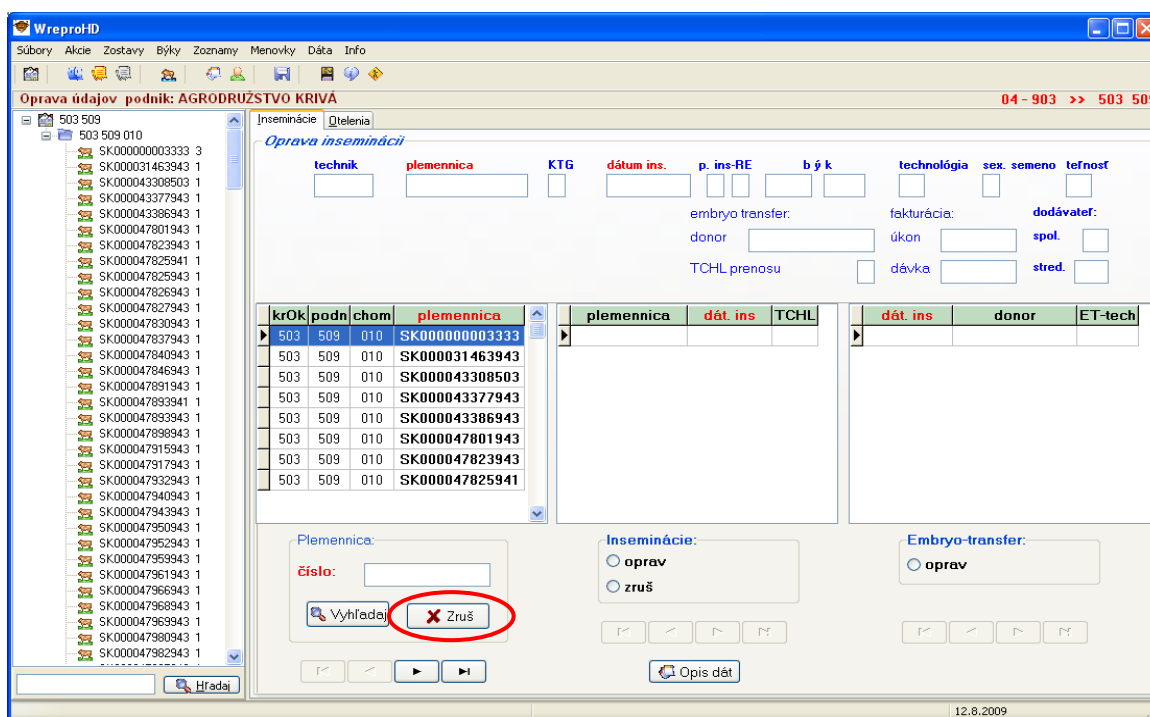 WreproHD
Súbory Akcie Zostavy Býky Zoznamy Menovky Dáta Info
Oprava údajov podnik: AGRODRUŽSTVO KRIVÁ 04 - 903 >> 503 509
503 509
503 509 010
SK000000003333 3
SK000031463943 1
SK000043308503 1
SK000043377943 1
SK000043386943 1
SK000047801943 1
SK000047823943 1
SK000047825941 1
SK000047825943 1
SK000047826943 1
SK000047827943 1
SK000047830943 1
SK000047837943 1
SK000047840943 1
SK000047846943 1
SK000047891943 1
SK000047893941 1
SK000047893943 1
SK000047898943 1
SK000047915943 1
SK000047917943 1
SK000047932943 1
SK000047940943 1
SK000047943943 1
SK000047950943 1
SK000047952943 1
SK000047959943 1
SK000047961943 1
SK000047966943 1
SK000047968943 1
SK000047969943 1
SK000047980943 1
SK000047982943 1
Hľadaj
Inseminácie Otelenia
Oprava inseminácií
technik plemennica KTG dátum ins. p. ins-RE b ý k technológia sex. semeno teľnosť
embryo transfer: fakturácia: dodávateľ:
donor úkon spol.
TCHL prenosu dávka stred.
krOk podn chom plemennica
503 509 010 SK000000003333
503 509 010 SK000031463943
503 509 010 SK000043308503
503 509 010 SK000043377943
503 509 010 SK000043386943
503 509 010 SK000047801943
503 509 010 SK000047823943
503 509 010 SK000047825941
plemennica dát. ins TCHL
dát. ins donor ET-tech
Plemennica:
číslo:
Vyhľadaj Zruš
Inseminácie:
oprav
zruš
Embryo-transfer:
oprav
Opis dát
12.8.2009